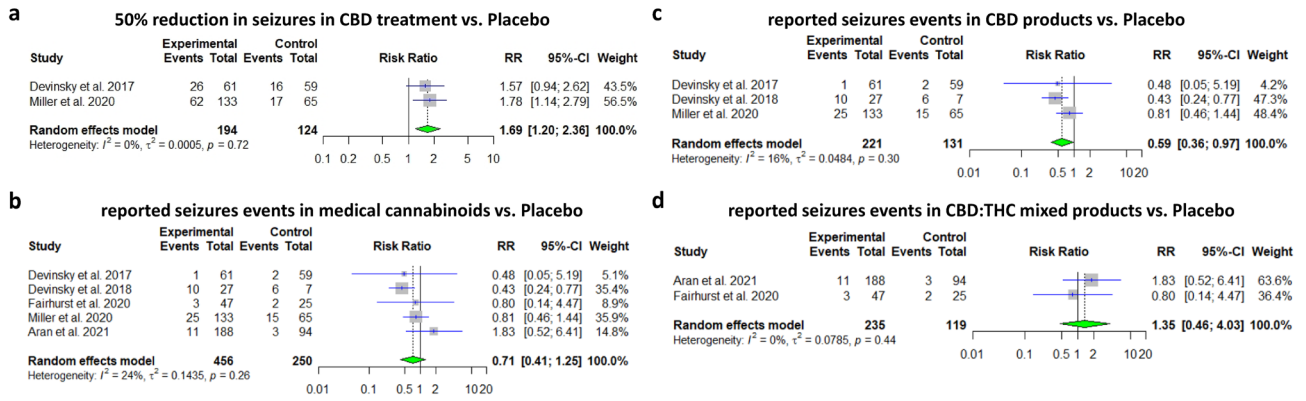 a
50% reduction in seizures in CBD treatment vs. Placebo
Experimental Control
Study Events Total Events Total Risk Ratio RR 95%-CI Weight
Devinsky et al. 2017 26 61 16 59 1.57 [0.94; 2.62] 43.5%
Miller et al. 2020 62 133 17 65 1.78 [1.14; 2.79] 56.5%
Random effects model 194 124 1.69 [1.20; 2.36] 100.0%
Heterogeneity: I² = 0%, τ² = 0.0005, p = 0.72
0.1 0.2 0.5 1 2 5 10
b
reported seizures events in medical cannabinoids vs. Placebo
Experimental Control
Study Events Total Events Total Risk Ratio RR 95%-CI Weight
Devinsky et al. 2017 1 61 2 59 0.48 [0.05; 5.19] 5.1%
Devinsky et al. 2018 10 27 6 7 0.43 [0.24; 0.77] 35.4%
Fairhurst et al. 2020 3 47 2 25 0.80 [0.14; 4.47] 8.9%
Miller et al. 2020 25 133 15 65 0.81 [0.46; 1.44] 35.9%
Aran et al. 2021 11 188 3 94 1.83 [0.52; 6.41] 14.8%
Random effects model 456 250 0.71 [0.41; 1.25] 100.0%
Heterogeneity: I² = 24%, τ² = 0.1435, p = 0.26
0.01 0.1 0.5 1 2 10 20
c
reported seizures events in CBD products vs. Placebo
Experimental Control
Study Events Total Events Total Risk Ratio RR 95%-CI Weight
Devinsky et al. 2017 1 61 2 59 0.48 [0.05; 5.19] 4.2%
Devinsky et al. 2018 10 27 6 7 0.43 [0.24; 0.77] 47.3%
Miller et al. 2020 25 133 15 65 0.81 [0.46; 1.44] 48.4%
Random effects model 221 131 0.59 [0.36; 0.97] 100.0%
Heterogeneity: I² = 16%, τ² = 0.0484, p = 0.30
0.01 0.1 0.5 1 2 10 20
d
reported seizures events in CBD:THC mixed products vs. Placebo
Experimental Control
Study Events Total Events Total Risk Ratio RR 95%-CI Weight
Aran et al. 2021 11 188 3 94 1.83 [0.52; 6.41] 63.6%
Fairhurst et al. 2020 3 47 2 25 0.80 [0.14; 4.47] 36.4%
Random effects model 235 119 1.35 [0.46; 4.03] 100.0%
Heterogeneity: I² = 0%, τ² = 0.0785, p = 0.44
0.01 0.1 0.5 1 2 10 20